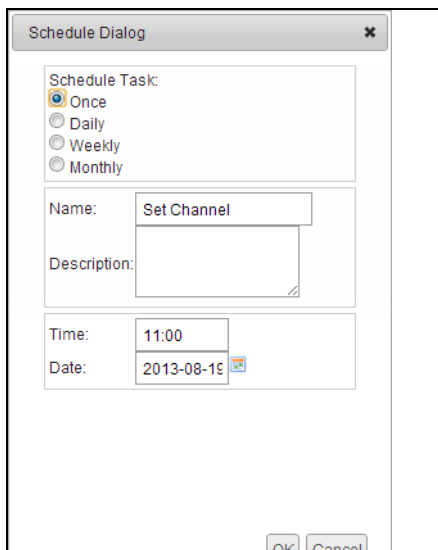 Schedule Dialog
Schedule Task:
Once
Daily
Weekly
Monthly
Name: Set Channel
Description:
Time: 11:00
Date: 2013-08-19
OK Cancel